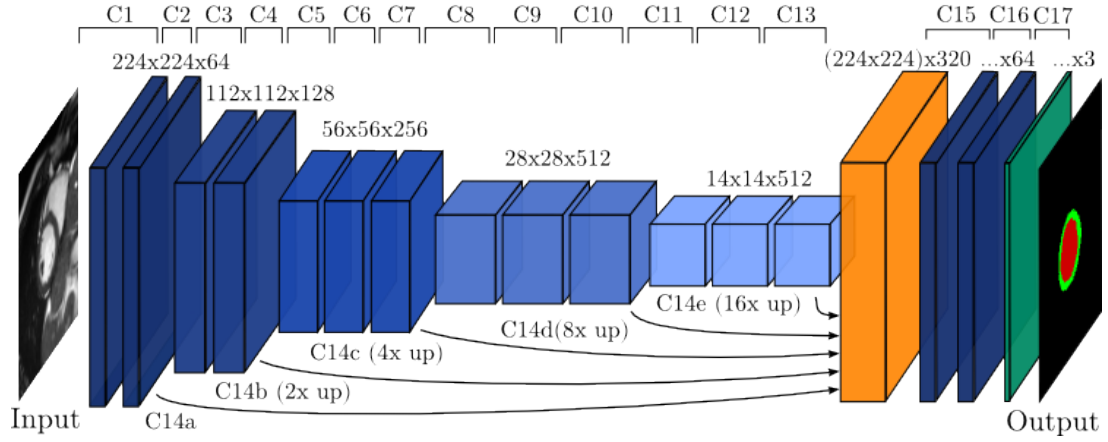 C1 C2 C3 C4 C5 C6 C7 C8 C9 C10 C11 C12 C13 C15 C16 C17
224x224x64
(224x224)x320 ...x64 ...x3
112x112x128
56x56x256
28x28x512
14x14x512
C14e (16x up)
C14d(8x up)
C14c (4x up)
C14b (2x up)
C14a
Input
Output